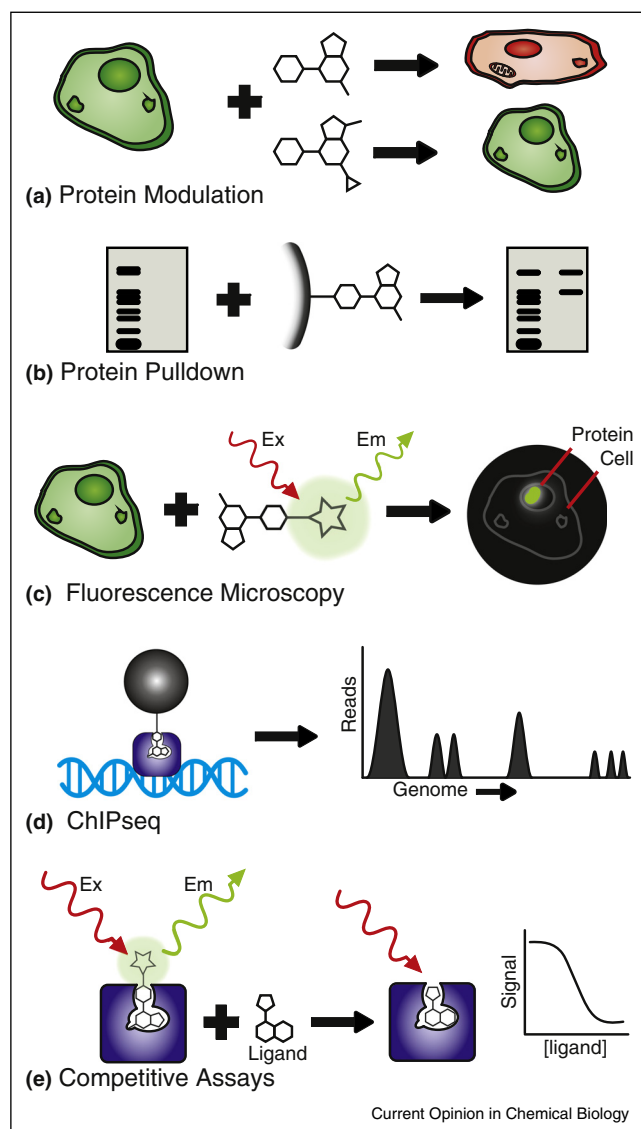 (a) Protein Modulation
(b) Protein Pulldown
Ex
Em
Protein
Cell
(c) Fluorescence Microscopy
Reads
Genome
(d) ChIPseq
Ex
Em
Ligand
Signal
[ligand]
(e) Competitive Assays
Current Opinion in Chemical Biology